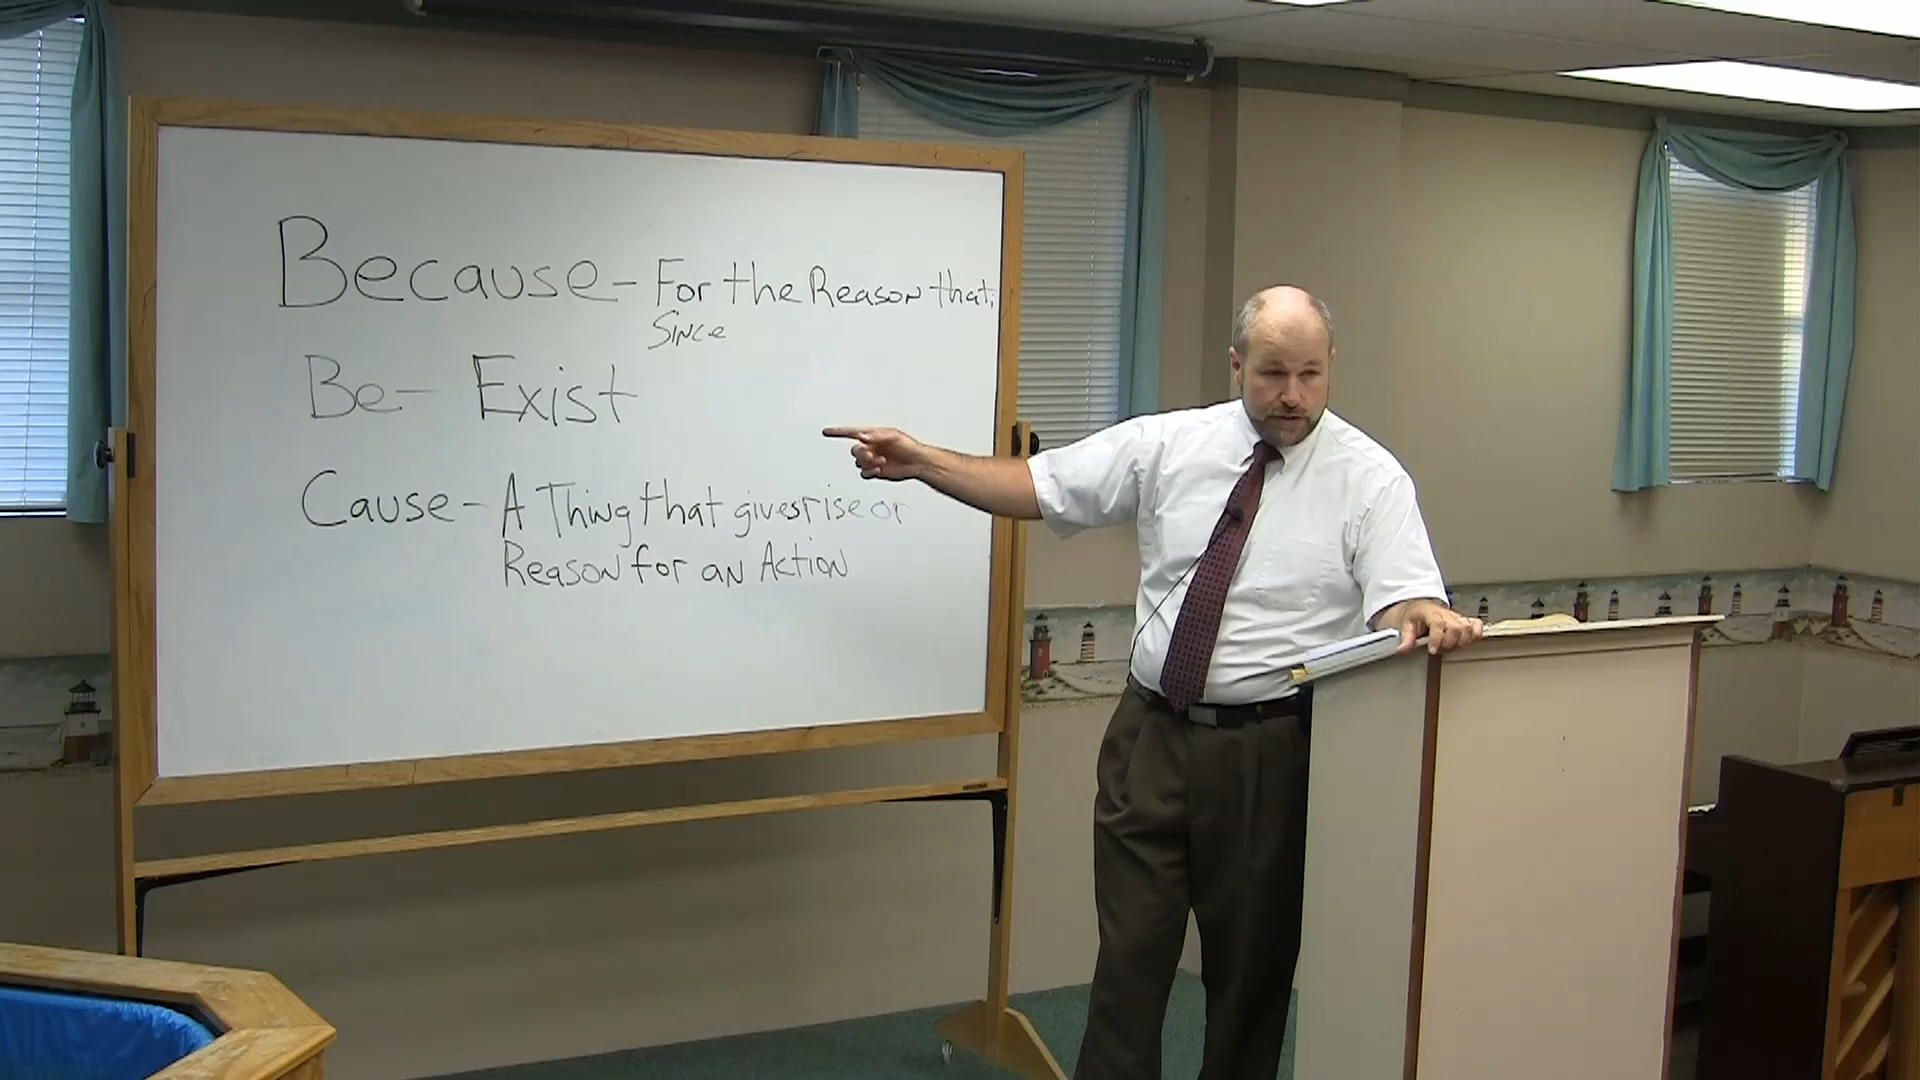 Because - For the Reason that;
Since
Be - Exist
Cause - A Thing that gives rise or
Reason for an Action